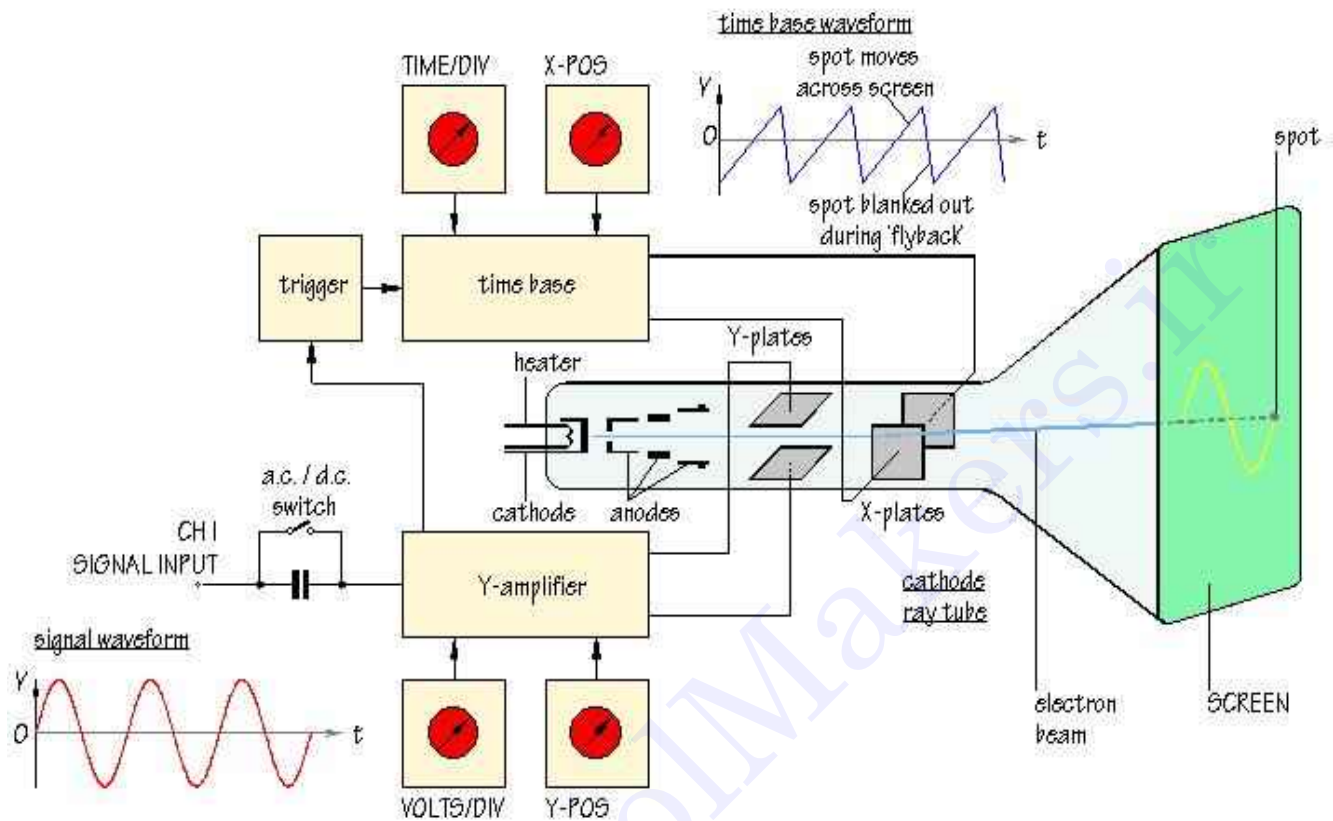 time base waveform
spot moves
across screen
V
O
t
spot blanked out
during 'flyback'
TIME/DIV
X-POS
trigger
time base
spot
Y-plates
heater
cathode
anodes
X-plates
a.c. / d.c.
switch
CH I
SIGNAL INPUT
Y-amplifier
cathode
ray tube
signal waveform
V
O
t
VOLTS/DIV
Y-POS
electron
beam
SCREEN